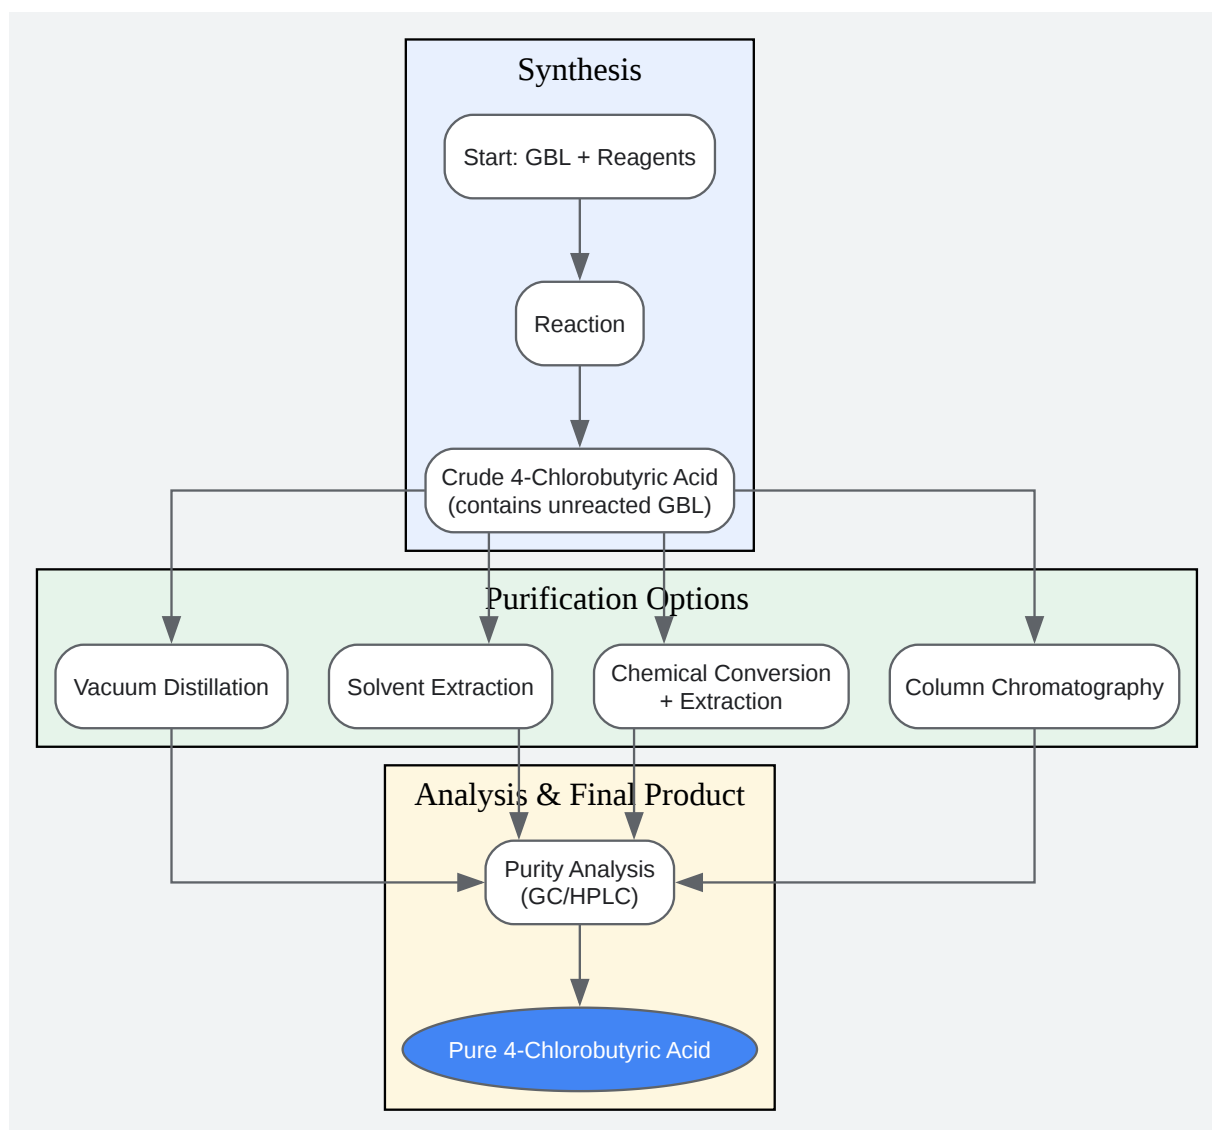 Synthesis
Start: GBL + Reagents
Reaction
Crude 4-Chlorobutyric Acid
(contains unreacted GBL)
Purification Options
Vacuum Distillation
Solvent Extraction
Chemical Conversion
+ Extraction
Column Chromatography
Analysis & Final Product
Purity Analysis
(GC/HPLC)
Pure 4-Chlorobutyric Acid